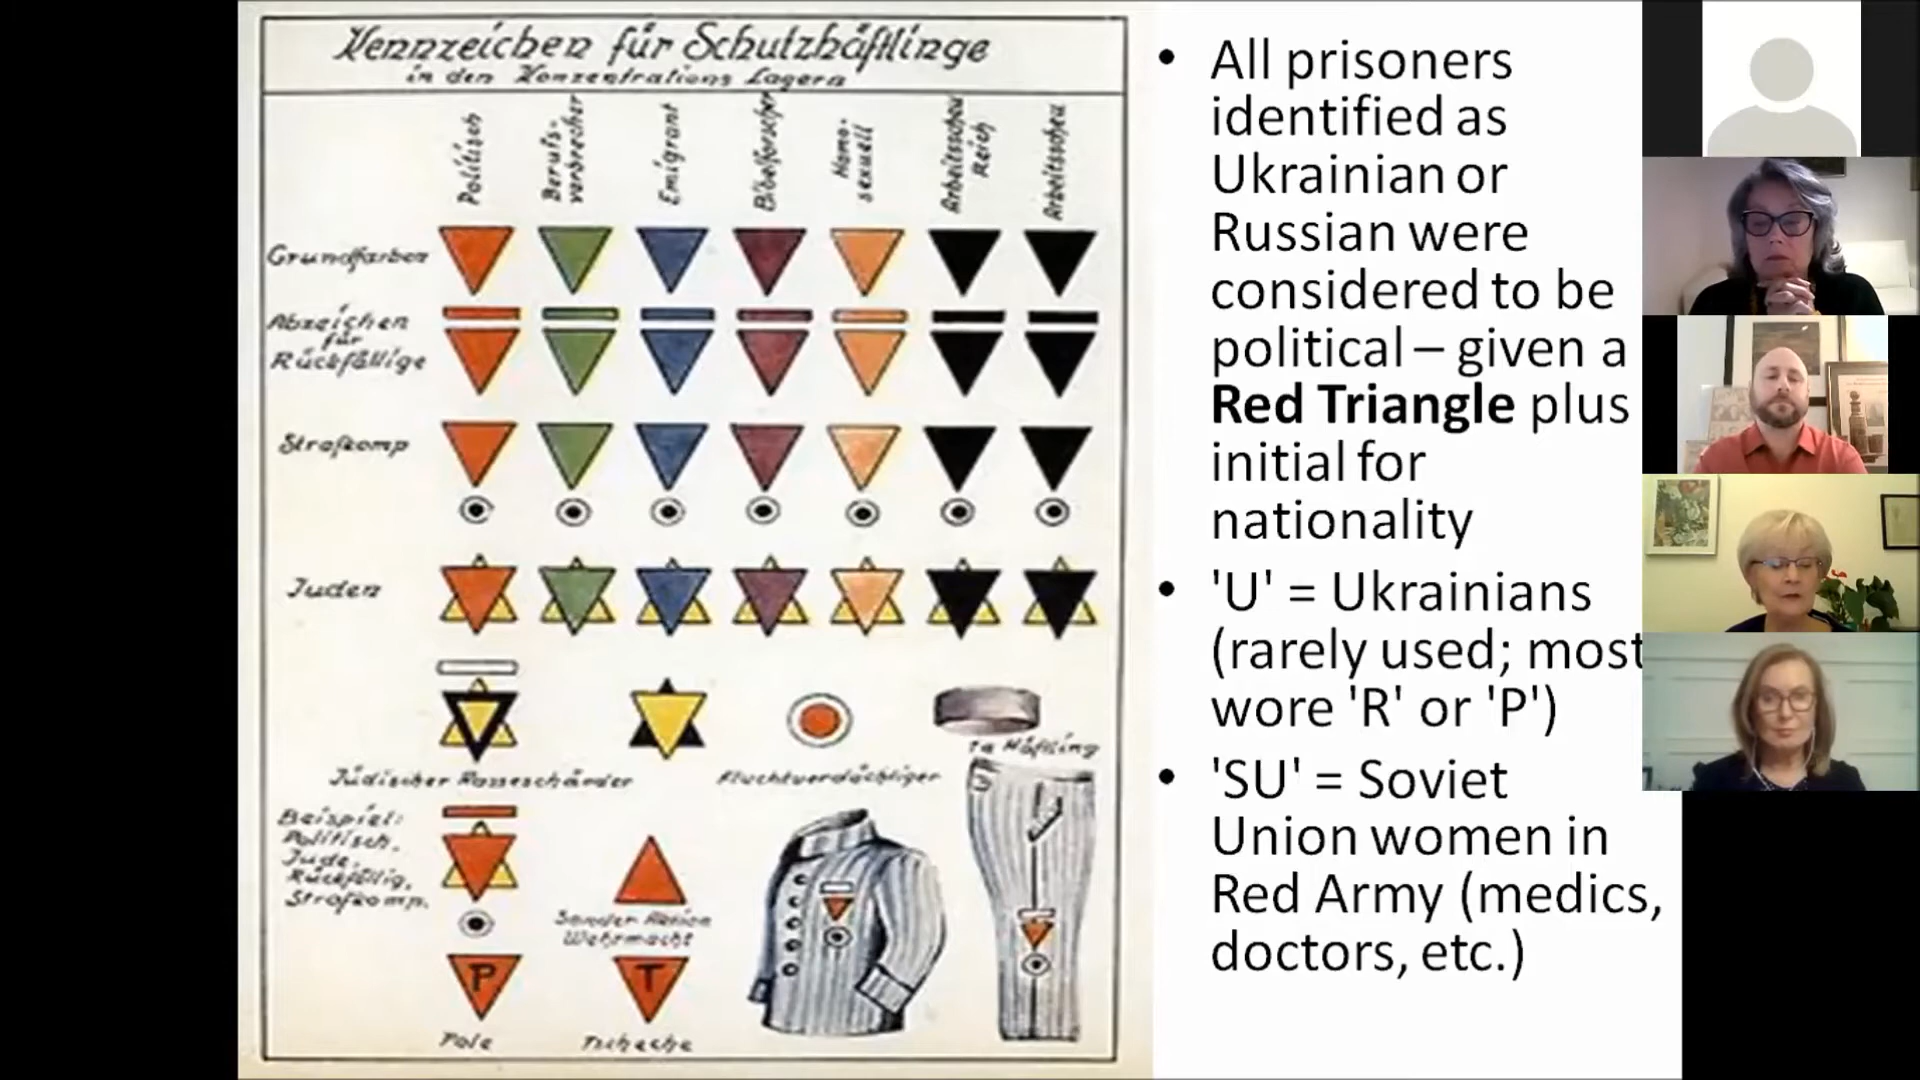 Kennzeichen für Schutzhäftlinge
in den Konzentrations Lagern
Politisch
Berufs-
verbrecher
Emigrant
Bibelforscher
Homo-
sexuell
Arbeitsscheu
Reich
Arbeitsscheu
Grundfarben
Abzeichen
für
Rückfällige
Strafkomp
Juden
Jüdischer Rasseschänder
Fluchtverdächtiger
1a Häftling
Beispiel:
Politisch.
Jude.
Rückfällig,
Strafkomp.
Sonder Aktion
Wehrmacht
P
T
Pole
Tscheche
• All prisoners
identified as
Ukrainian or
Russian were
considered to be
political – given a
Red Triangle plus
initial for
nationality
• 'U' = Ukrainians
(rarely used; most
wore 'R' or 'P')
• 'SU' = Soviet
Union women in
Red Army (medics,
doctors, etc.)